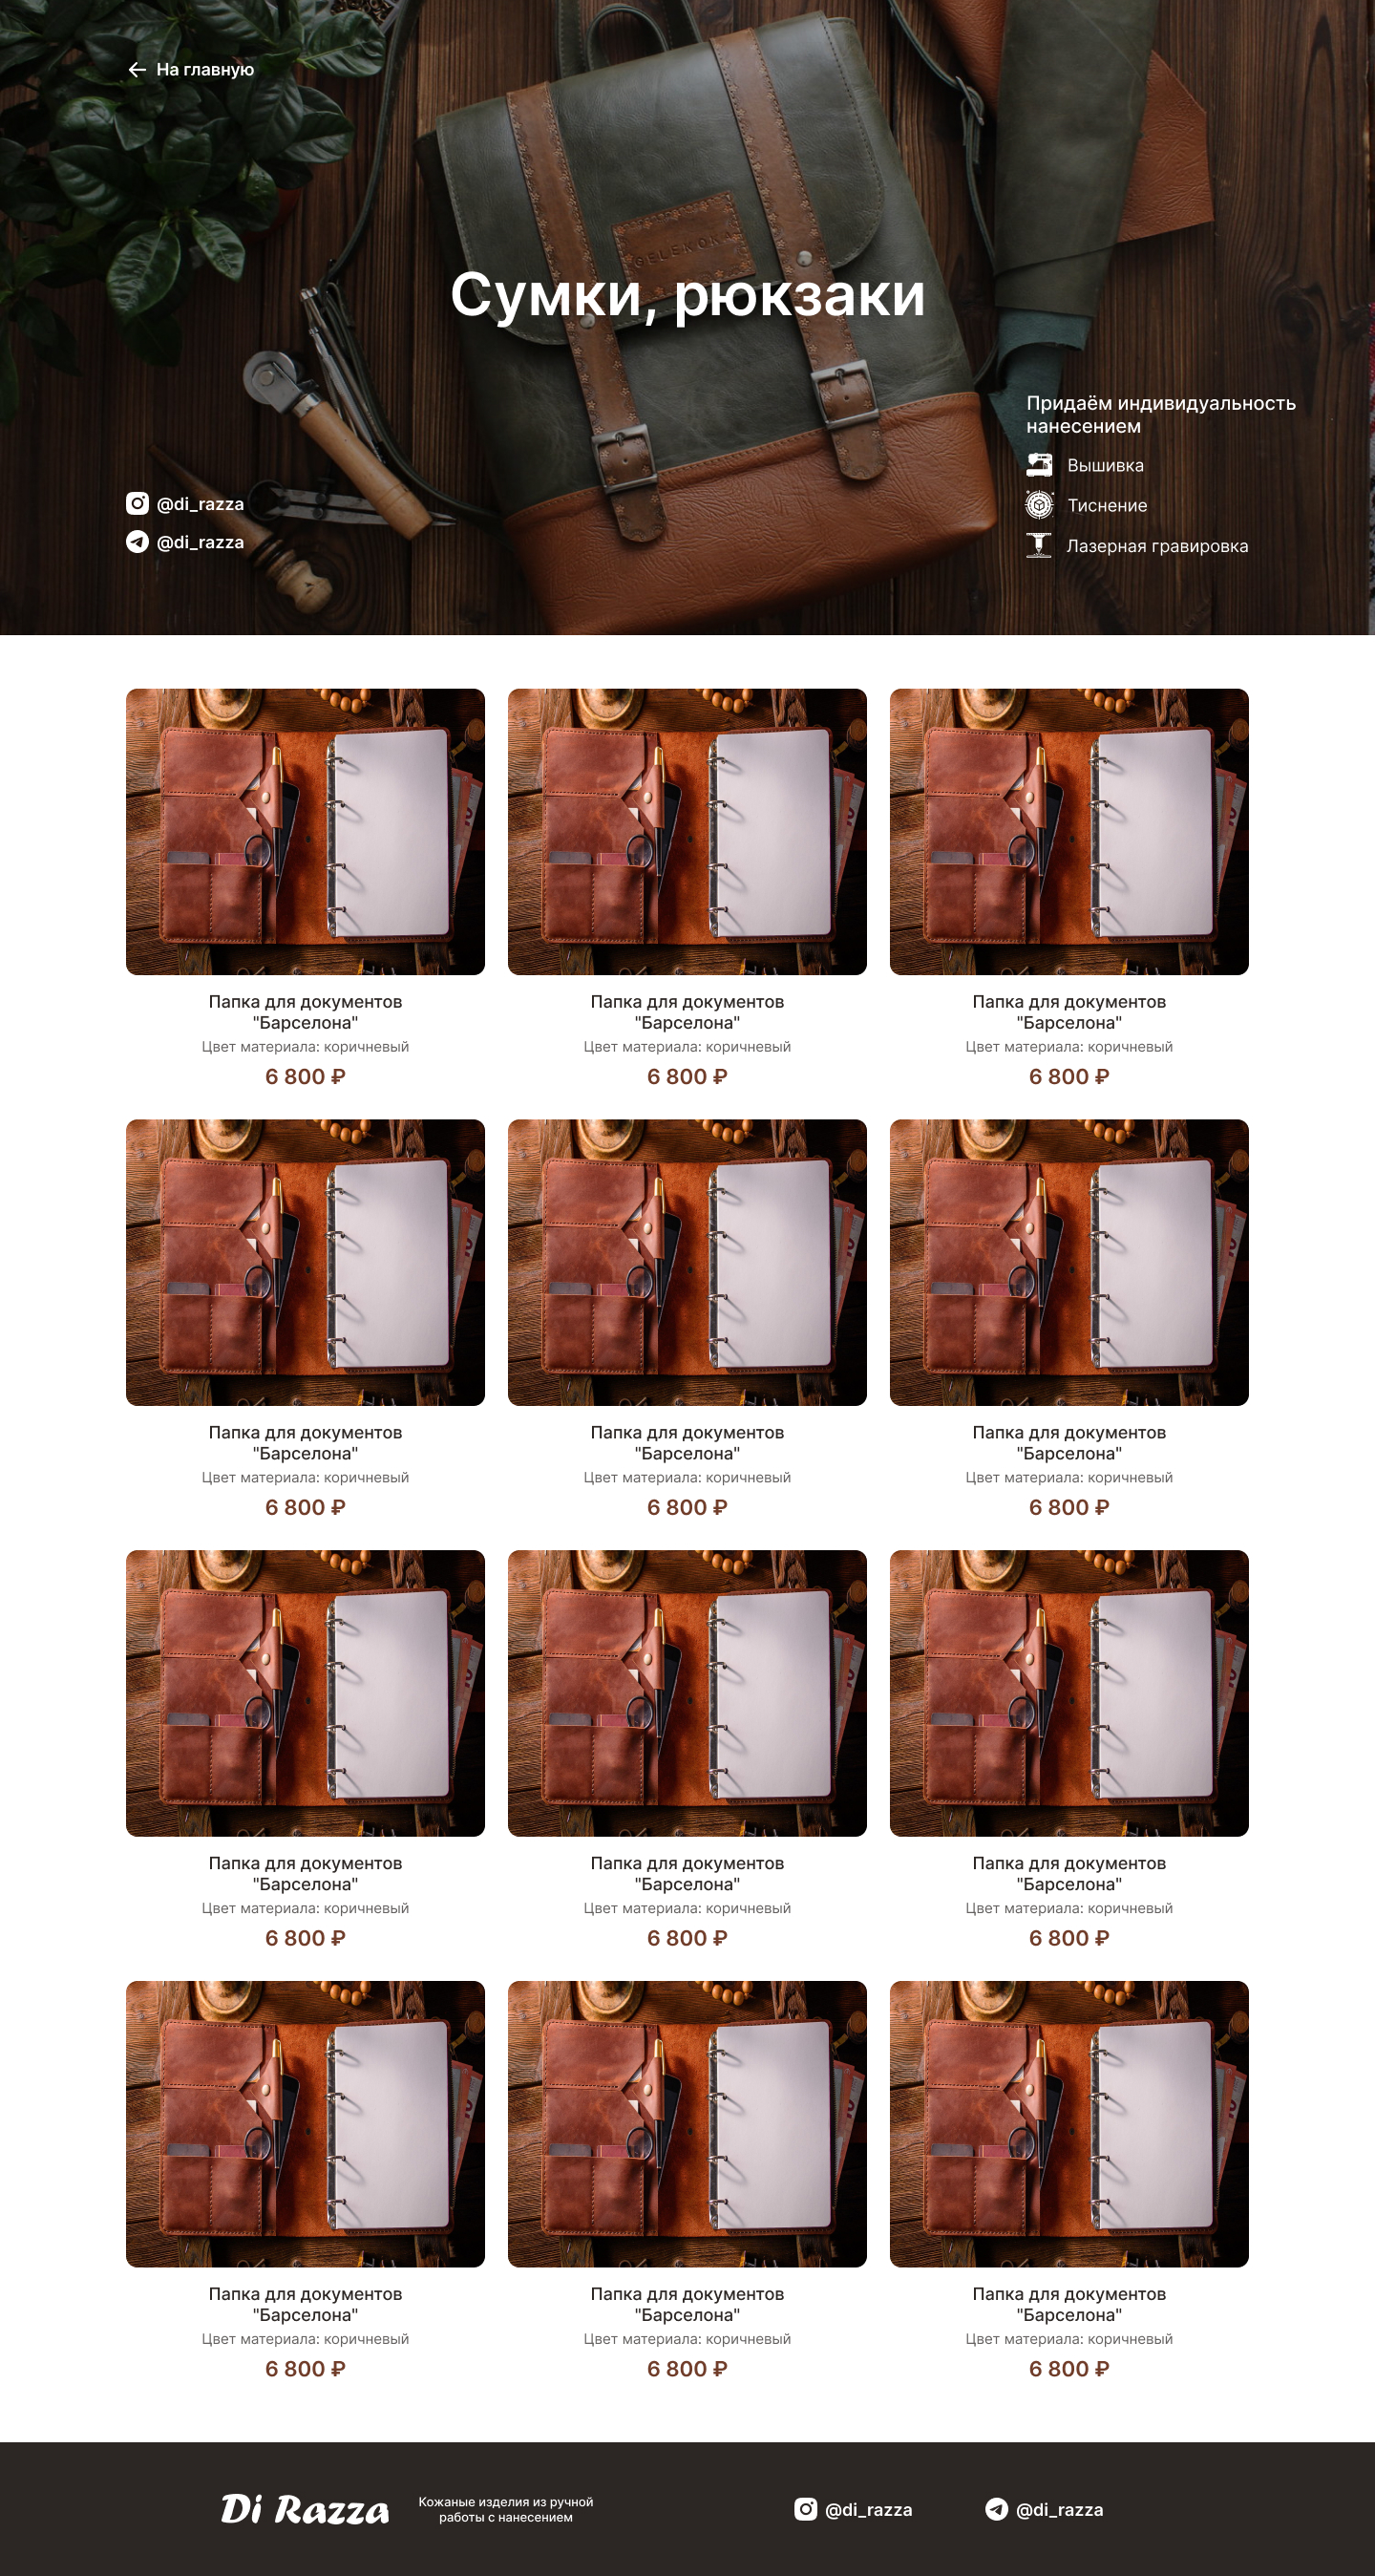 На главную
GELEKOKA
Сумки, рюкзаки
Придаём индивидуальность
нанесением
Вышивка
Тиснение
Лазерная гравировка
@di_razza
@di_razza
Папка для документов
"Барселона"
Цвет материала: коричневый
6 800 ₽
Папка для документов
"Барселона"
Цвет материала: коричневый
6 800 ₽
Папка для документов
"Барселона"
Цвет материала: коричневый
6 800 ₽
Папка для документов
"Барселона"
Цвет материала: коричневый
6 800 ₽
Папка для документов
"Барселона"
Цвет материала: коричневый
6 800 ₽
Папка для документов
"Барселона"
Цвет материала: коричневый
6 800 ₽
Папка для документов
"Барселона"
Цвет материала: коричневый
6 800 ₽
Папка для документов
"Барселона"
Цвет материала: коричневый
6 800 ₽
Папка для документов
"Барселона"
Цвет материала: коричневый
6 800 ₽
Папка для документов
"Барселона"
Цвет материала: коричневый
6 800 ₽
Папка для документов
"Барселона"
Цвет материала: коричневый
6 800 ₽
Папка для документов
"Барселона"
Цвет материала: коричневый
6 800 ₽
Di Razza
Кожаные изделия из ручной
работы с нанесением
@di_razza
@di_razza